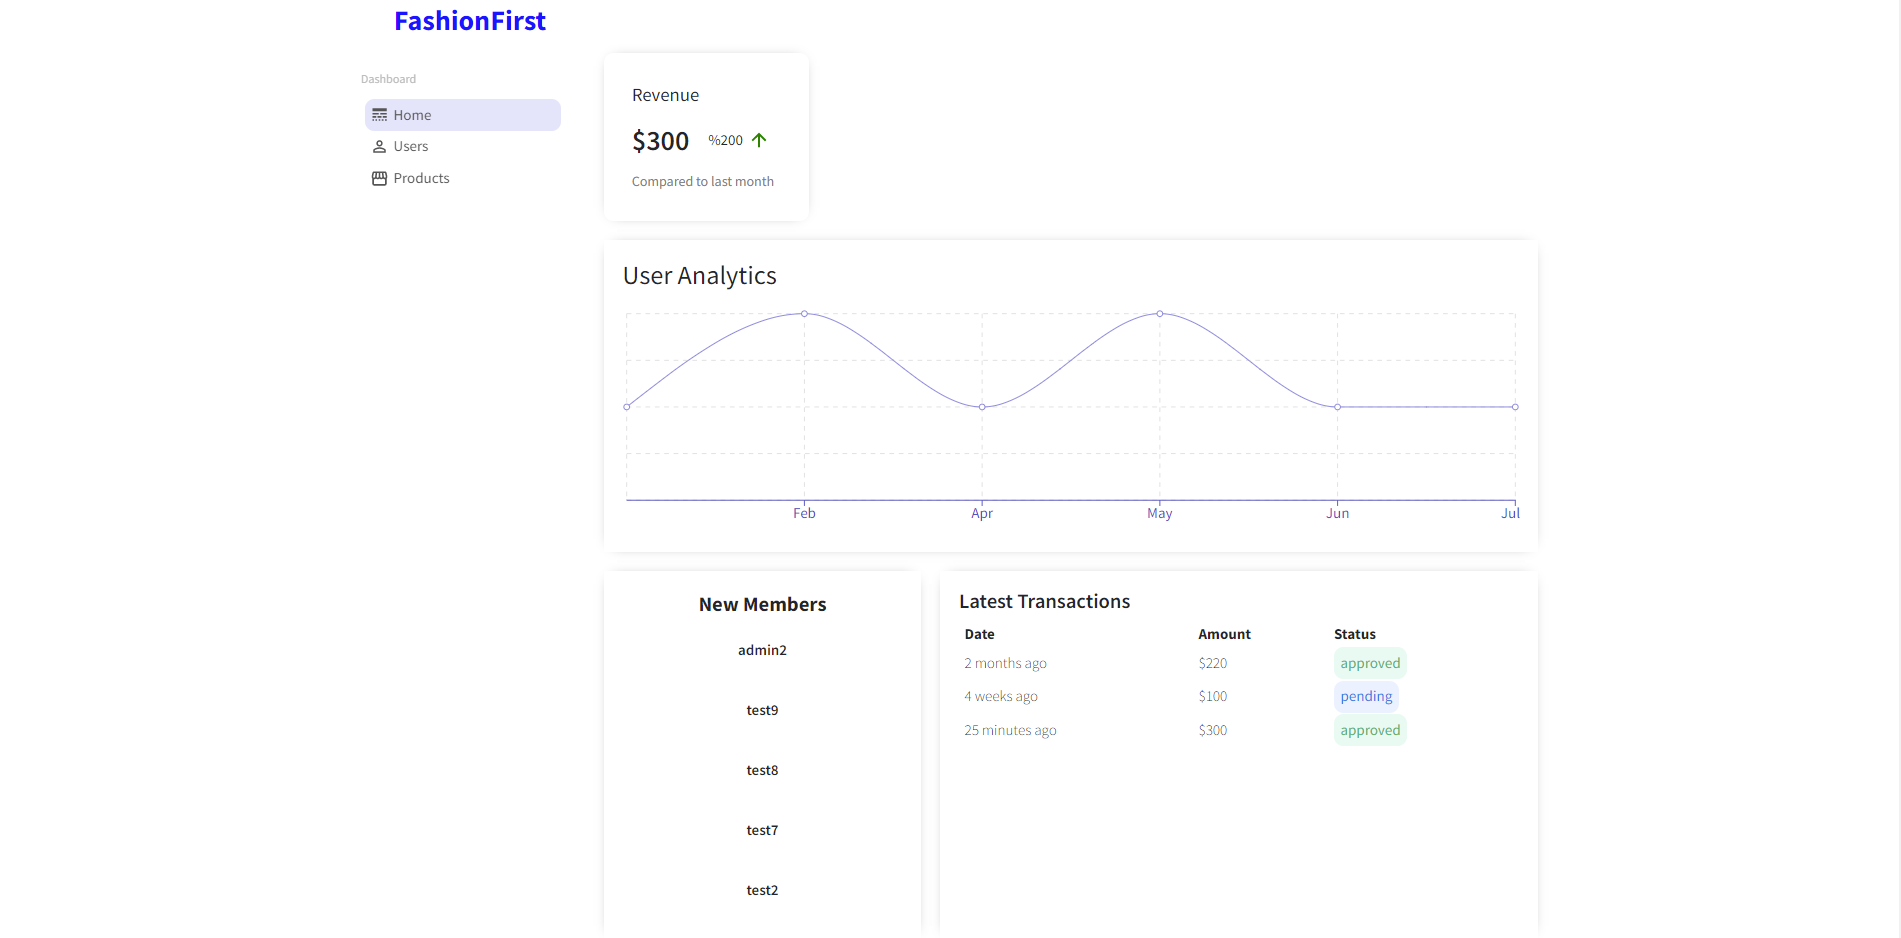 FashionFirst
Dashboard
Home
Users
Products
Revenue
$300 %200
Compared to last month
User Analytics
Feb Apr May Jun Jul
New Members
admin2
test9
test8
test7
test2
Latest Transactions
Date Amount Status
2 months ago $220 approved
4 weeks ago $100 pending
25 minutes ago $300 approved